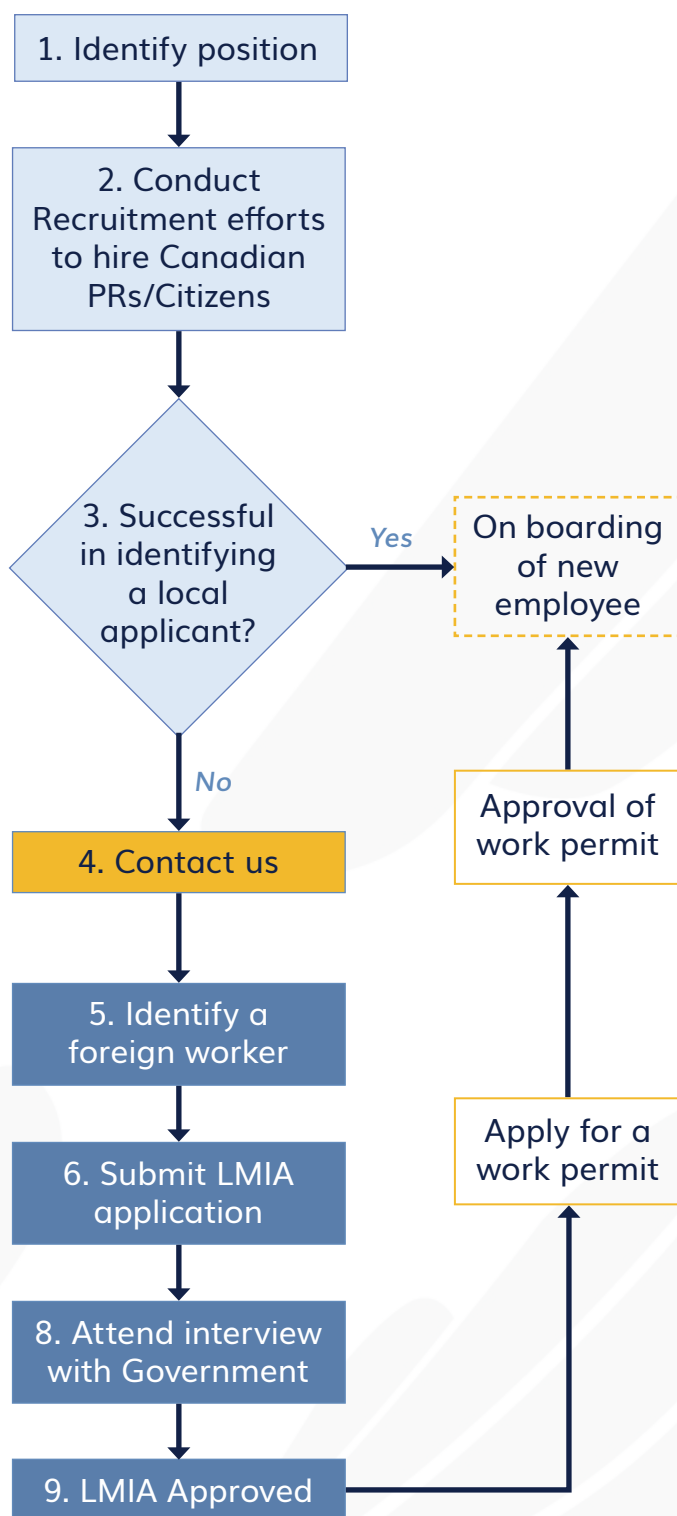 1. Identify position
2. Conduct
Recruitment efforts
to hire Canadian
PRs/Citizens
3. Successful
in identifying
a local
applicant?
Yes
On boarding
of new
employee
No
4. Contact us
Approval of
work permit
5. Identify a
foreign worker
6. Submit LMIA
application
Apply for a
work permit
8. Attend interview
with Government
9. LMIA Approved